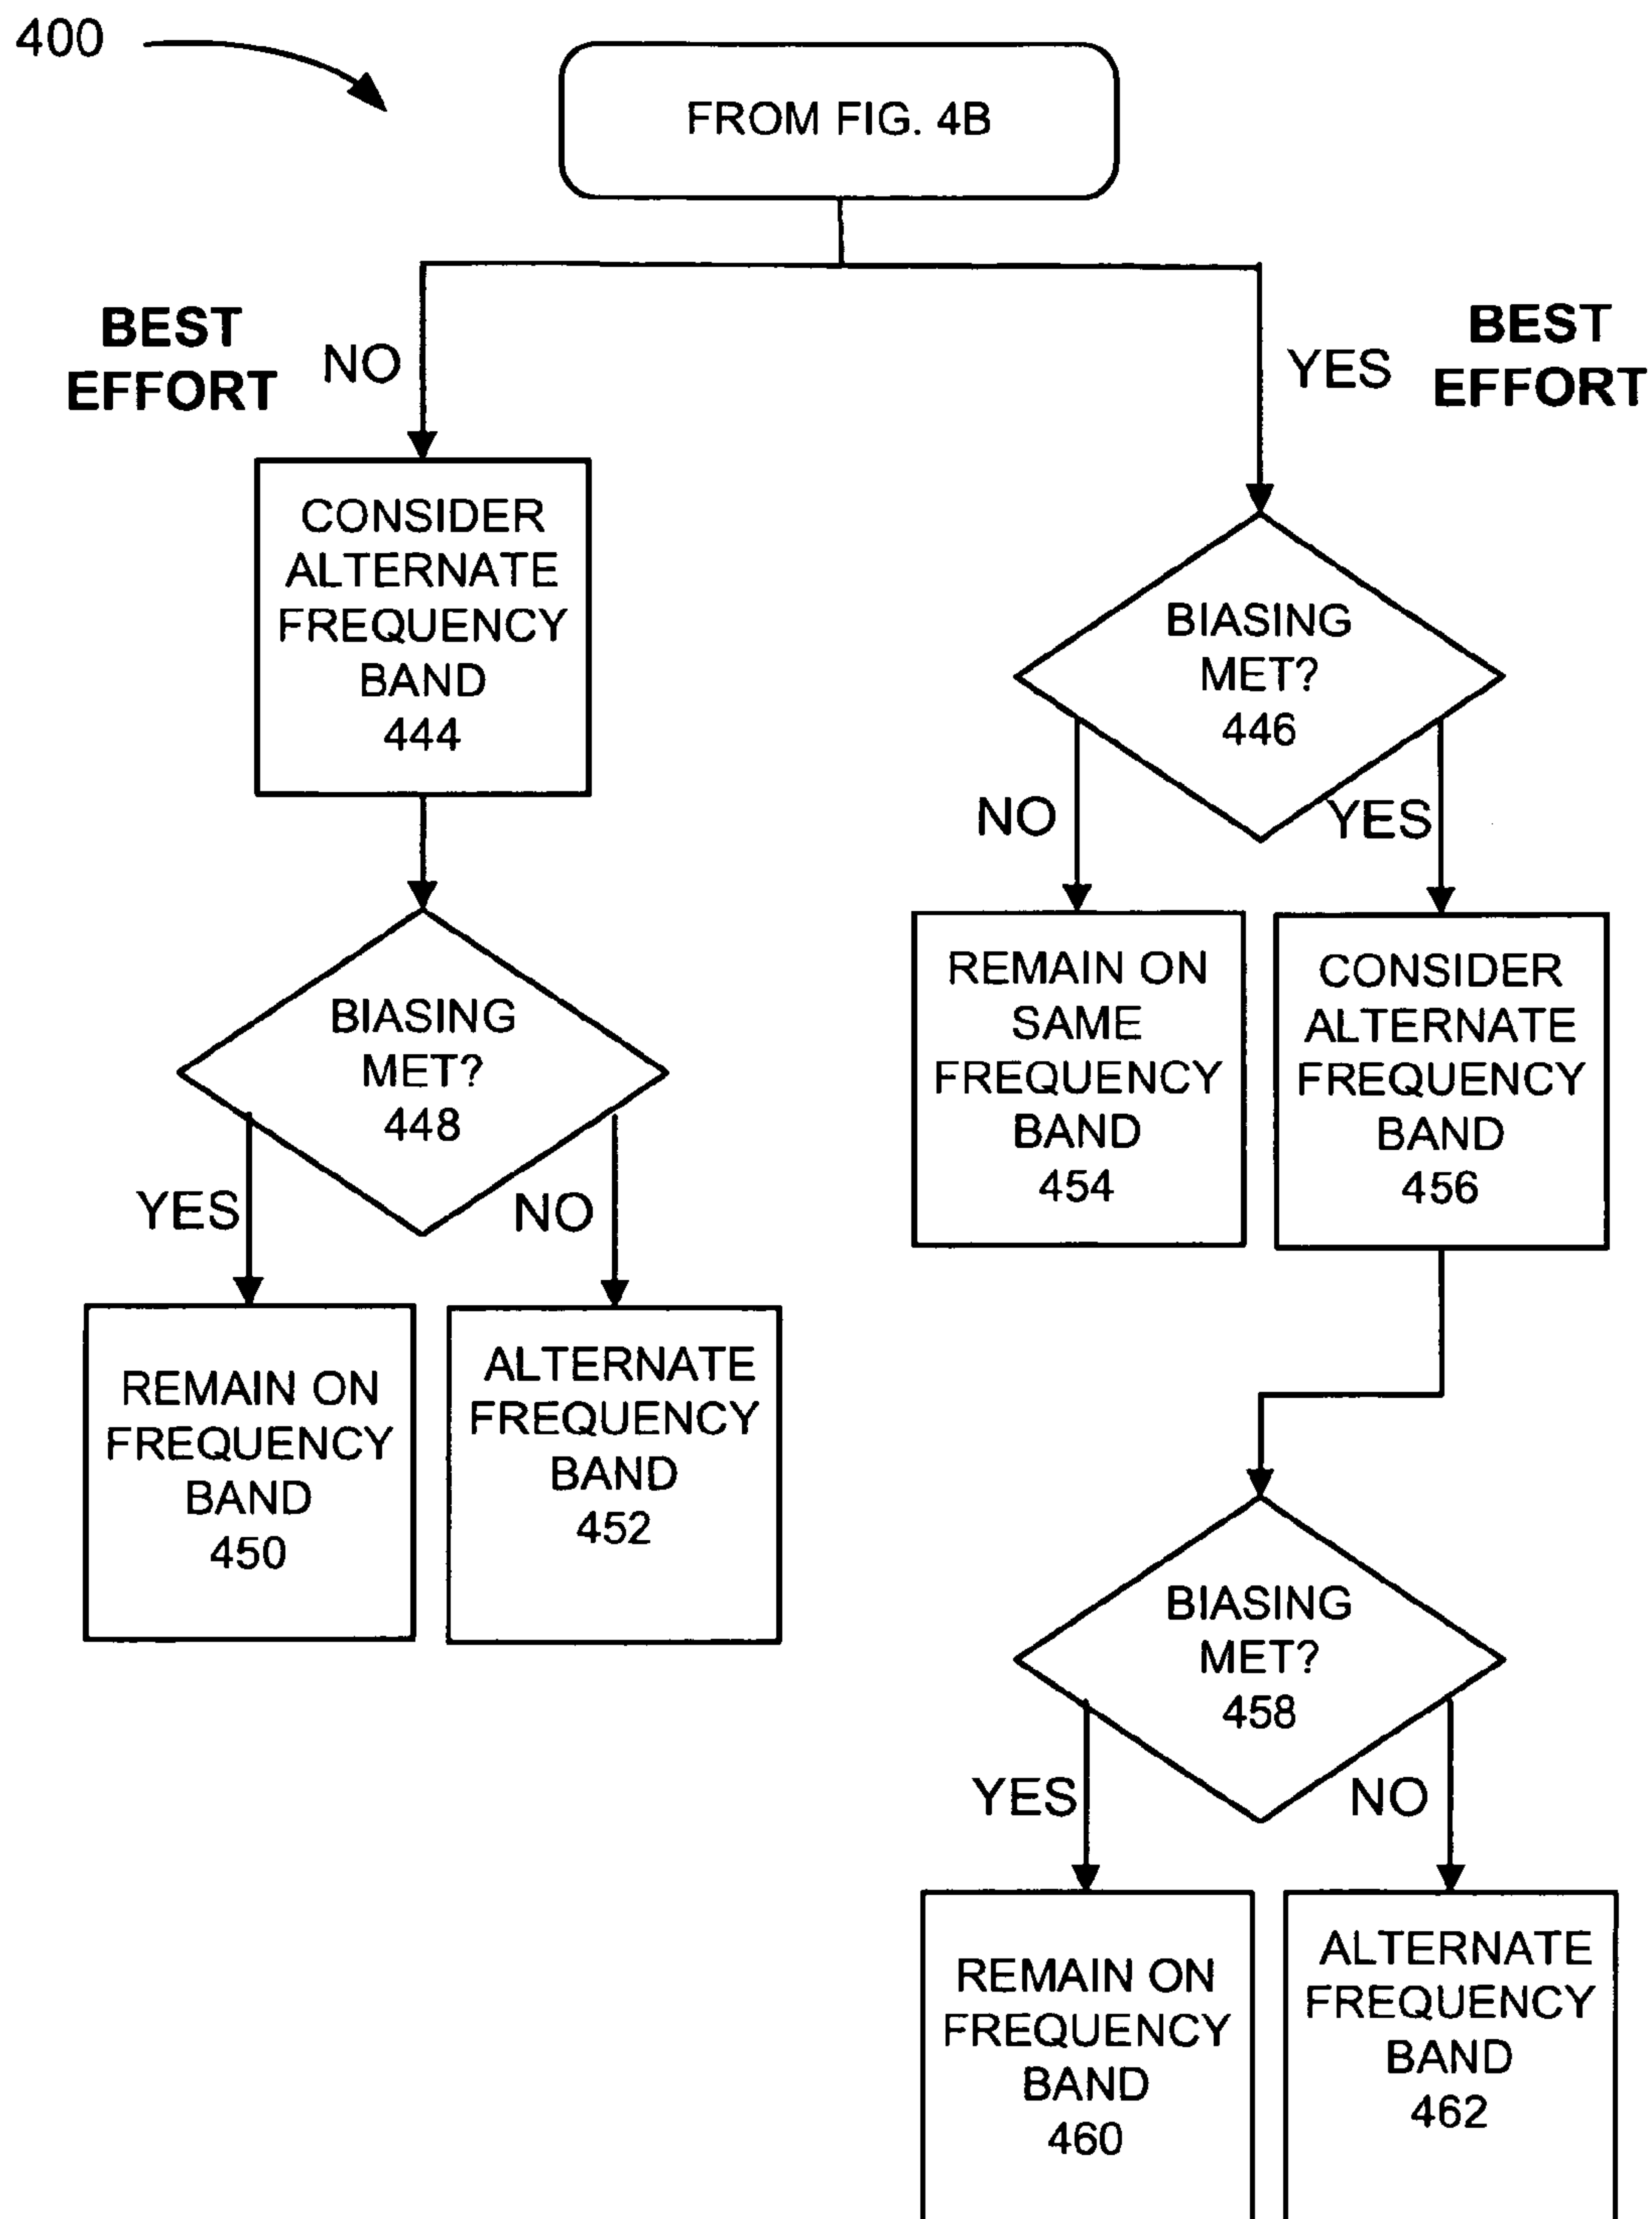 400
FROM FIG. 4B
BEST
EFFORT
NO
YES
BEST
EFFORT
CONSIDER
ALTERNATE
FREQUENCY
BAND
444
BIASING
MET?
446
NO
YES
BIASING
MET?
448
YES
NO
REMAIN ON
SAME
FREQUENCY
BAND
454
CONSIDER
ALTERNATE
FREQUENCY
BAND
456
REMAIN ON
FREQUENCY
BAND
450
ALTERNATE
FREQUENCY
BAND
452
BIASING
MET?
458
YES
NO
REMAIN ON
FREQUENCY
BAND
460
ALTERNATE
FREQUENCY
BAND
462